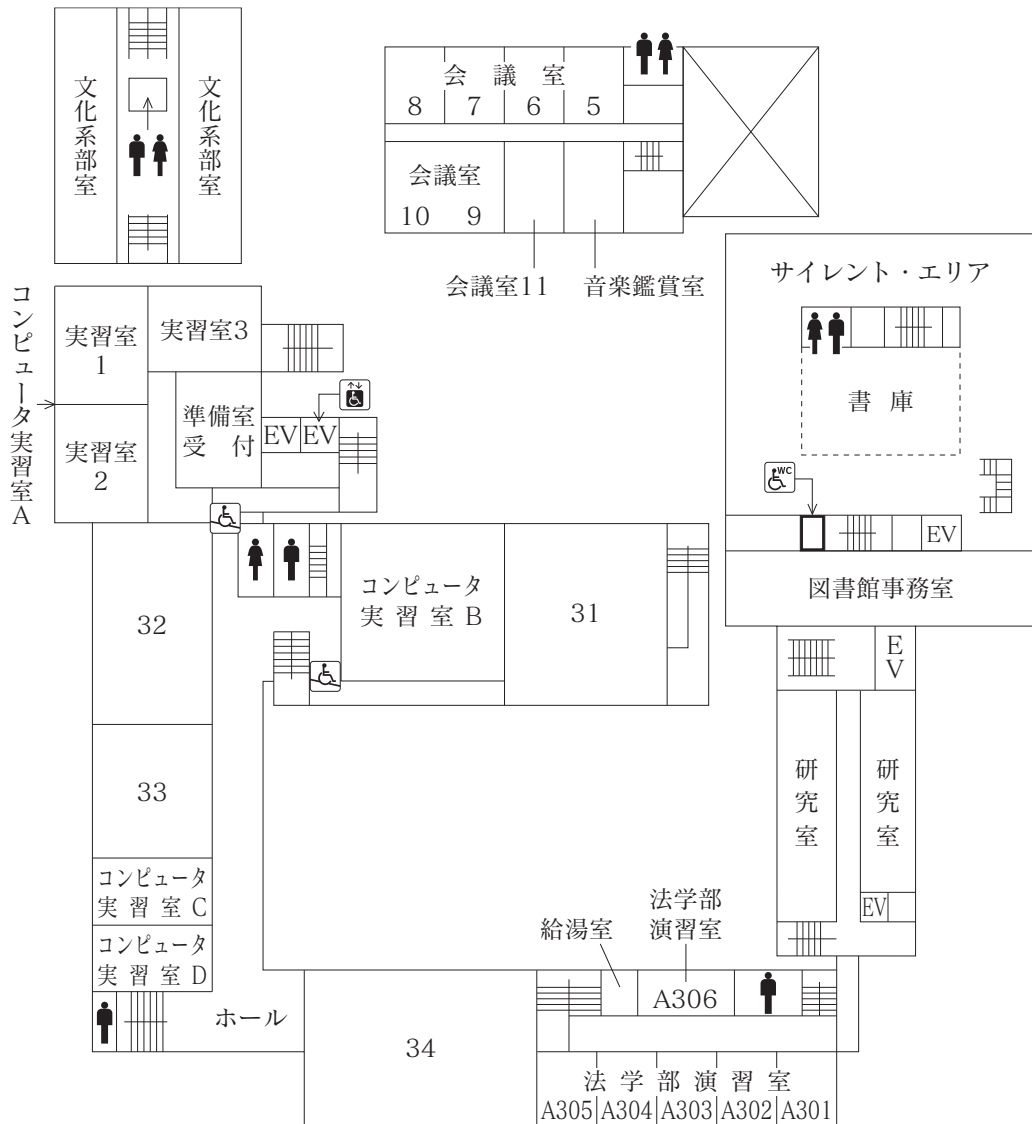 文化系部室
文化系部室
会議室
8 7 6 5
会議室
10 9
会議室11
音楽鑑賞室
サイレント・エリア
書庫
WC
EV
図書館事務室
コンピュータ実習室A
実習室
1
実習室3
実習室
2
準備室
受付
EV
EV
32
コンピュータ
実習室B
31
33
コンピュータ
実習室C
コンピュータ
実習室D
ホール
34
EV
研究室
研究室
EV
給湯室
法学部
演習室
A306
法学部演習室
A305 A304 A303 A302 A301